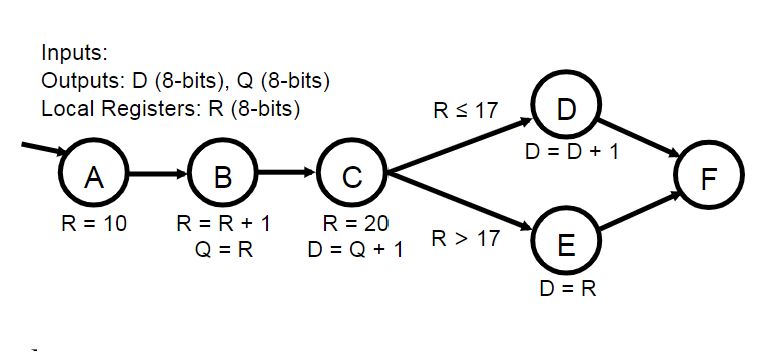 Inputs:
Outputs: D (8-bits), Q (8-bits)
Local Registers: R (8-bits)
R ≤ 17
D
D = D + 1
A
B
C
F
R = 10
R = R + 1
Q = R
R = 20
D = Q + 1
R > 17
E
D = R